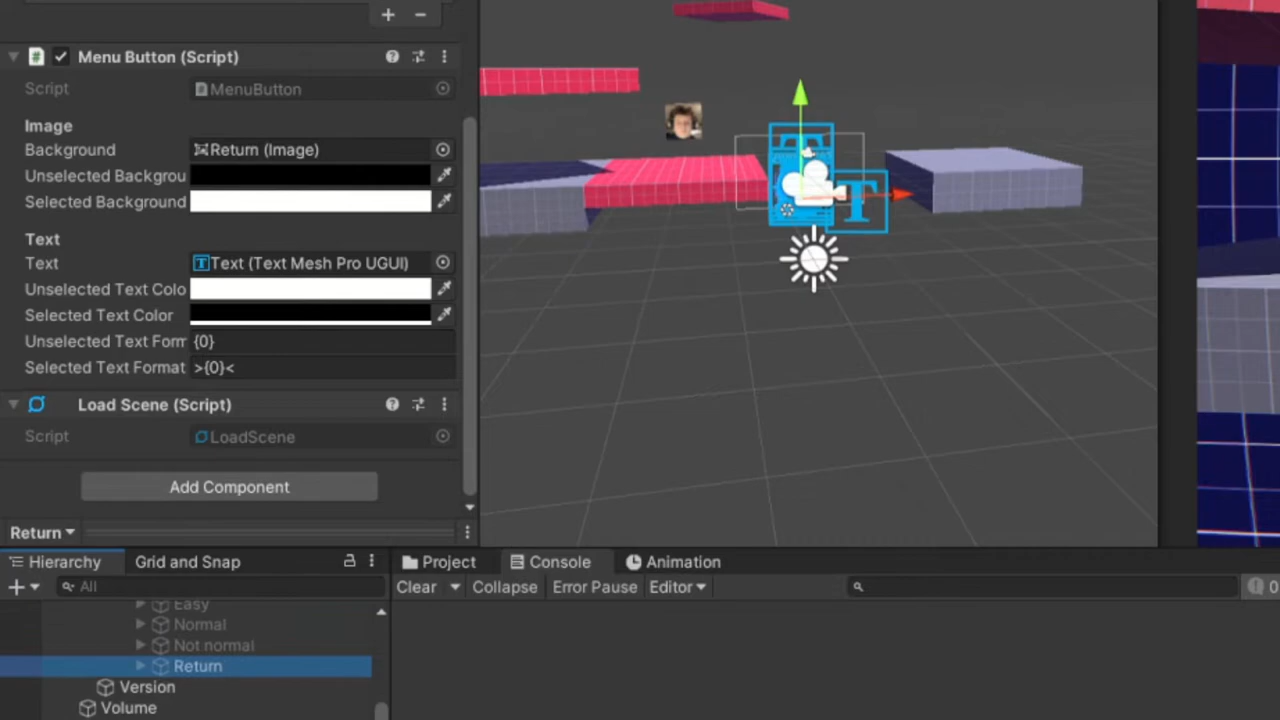 Menu Button (Script)
Script MenuButton
Image
Background Return (Image)
Unselected Backgrou
Selected Background
Text
Text Text (Text Mesh Pro UGUI)
Unselected Text Colo
Selected Text Color
Unselected Text Form {0}
Selected Text Format >{0}<
Load Scene (Script)
Script LoadScene
Add Component
Return
Hierarchy Grid and Snap
All
Easy
Normal
Not normal
Return
Version
Volume
Project Console Animation
Clear Collapse Error Pause Editor 0